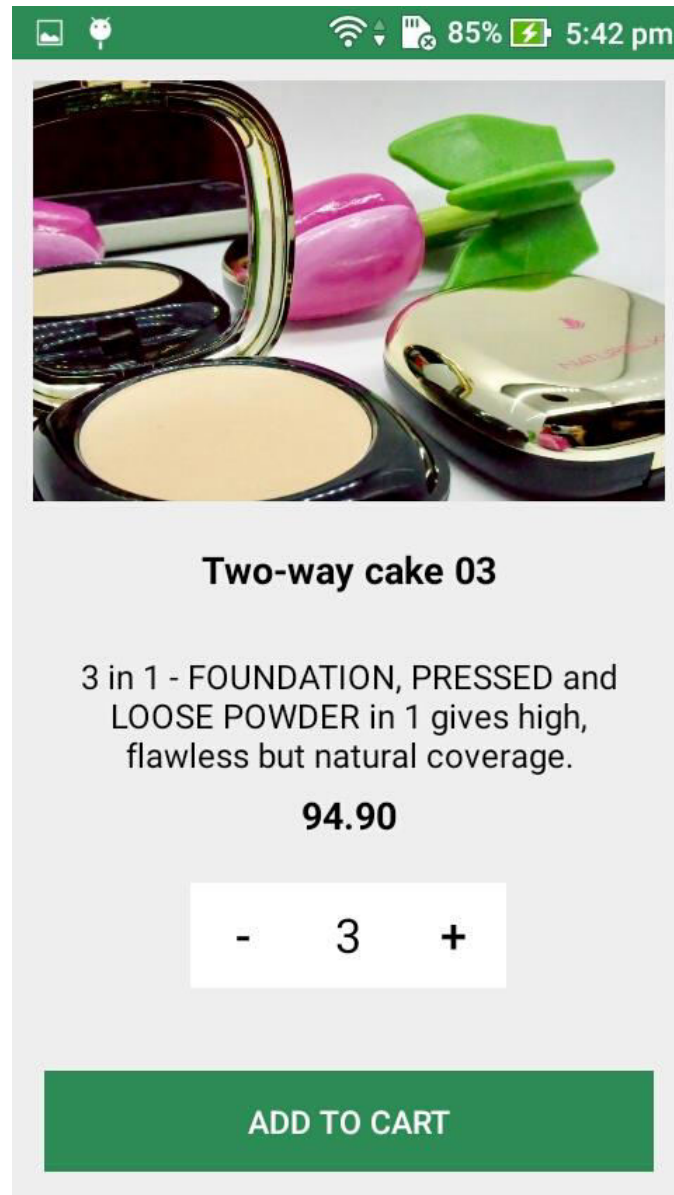 85% 5:42 pm
Two-way cake 03
3 in 1 - FOUNDATION, PRESSED and
LOOSE POWDER in 1 gives high,
flawless but natural coverage.
94.90
- 3 +
ADD TO CART